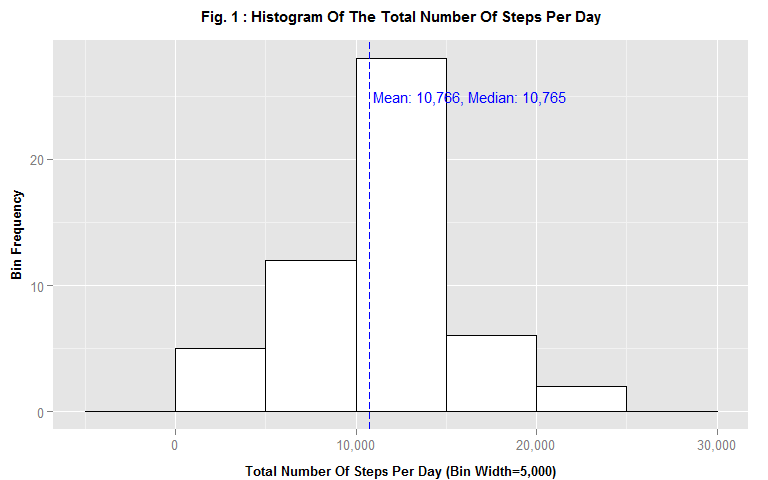 Fig. 1 : Histogram Of The Total Number Of Steps Per Day
Mean: 10,766, Median: 10,765
Bin Frequency
20
10
0
0
10,000
20,000
30,000
Total Number Of Steps Per Day (Bin Width=5,000)